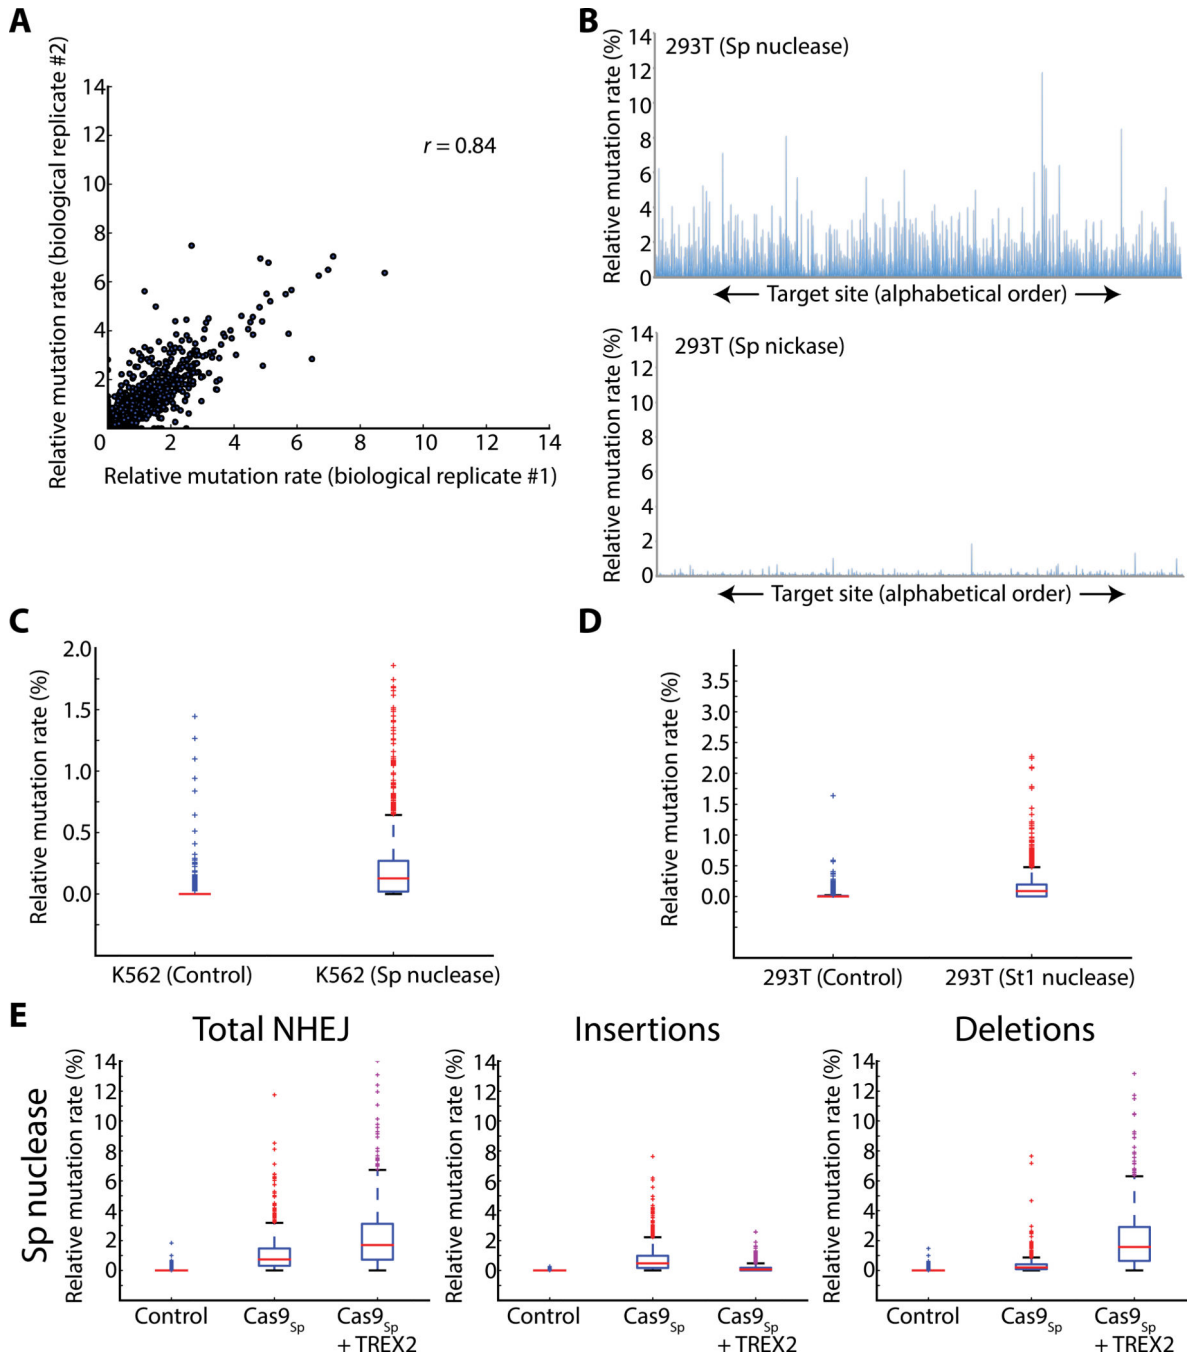 A
Relative mutation rate (biological replicate #2)
14
12
10
8
6
4
2
r = 0.84
0 2 4 6 8 10 12 14
Relative mutation rate (biological replicate #1)
B
Relative mutation rate (%)
14
12
10
8
6
4
2
0
293T (Sp nuclease)
Target site (alphabetical order)
Relative mutation rate (%)
14
12
10
8
6
4
2
0
293T (Sp nickase)
Target site (alphabetical order)
C
Relative mutation rate (%)
2.0
1.5
1.0
0.5
0.0
K562 (Control) K562 (Sp nuclease)
D
Relative mutation rate (%)
3.5
3.0
2.5
2.0
1.5
1.0
0.5
0.0
293T (Control) 293T (St1 nuclease)
E
Sp nuclease
Total NHEJ
Relative mutation rate (%)
14
12
10
8
6
4
2
0
Control Cas9Sp Cas9Sp
+ TREX2
Insertions
Relative mutation rate (%)
14
12
10
8
6
4
2
0
Control Cas9Sp Cas9Sp
+ TREX2
Deletions
Relative mutation rate (%)
14
12
10
8
6
4
2
0
Control Cas9Sp Cas9Sp
+ TREX2